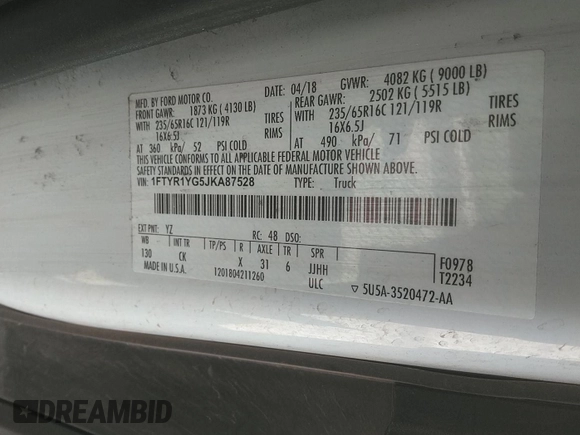 MFD. BY FORD MOTOR CO.
DATE: 04/18 GVWR: 4082 KG ( 9000 LB)
FRONT GAWR: 1873 KG ( 4130 LB) REAR GAWR: 2502 KG ( 5515 LB)
WITH 235/65R16C 121/119R TIRES WITH 235/65R16C 121/119R TIRES
16X6.5J RIMS 16X6.5J RIMS
AT 360 kPa/ 52 PSI COLD AT 490 kPa/ 71 PSI COLD
THIS VEHICLE CONFORMS TO ALL APPLICABLE FEDERAL MOTOR VEHICLE
SAFETY STANDARDS IN EFFECT ON THE DATE OF MANUFACTURE SHOWN ABOVE.
VIN: 1FTYR1YG5JKA87528 TYPE: Truck
EXT PNT: YZ RC: 48 DSO:
WB INT TR TP/PS R AXLE TR SPR
130 CK X 31 6 JJHH F0978
MADE IN U.S.A. 1201804211260 ULC T2234
▽ 5U5A-3520472-AA
DREAMBID